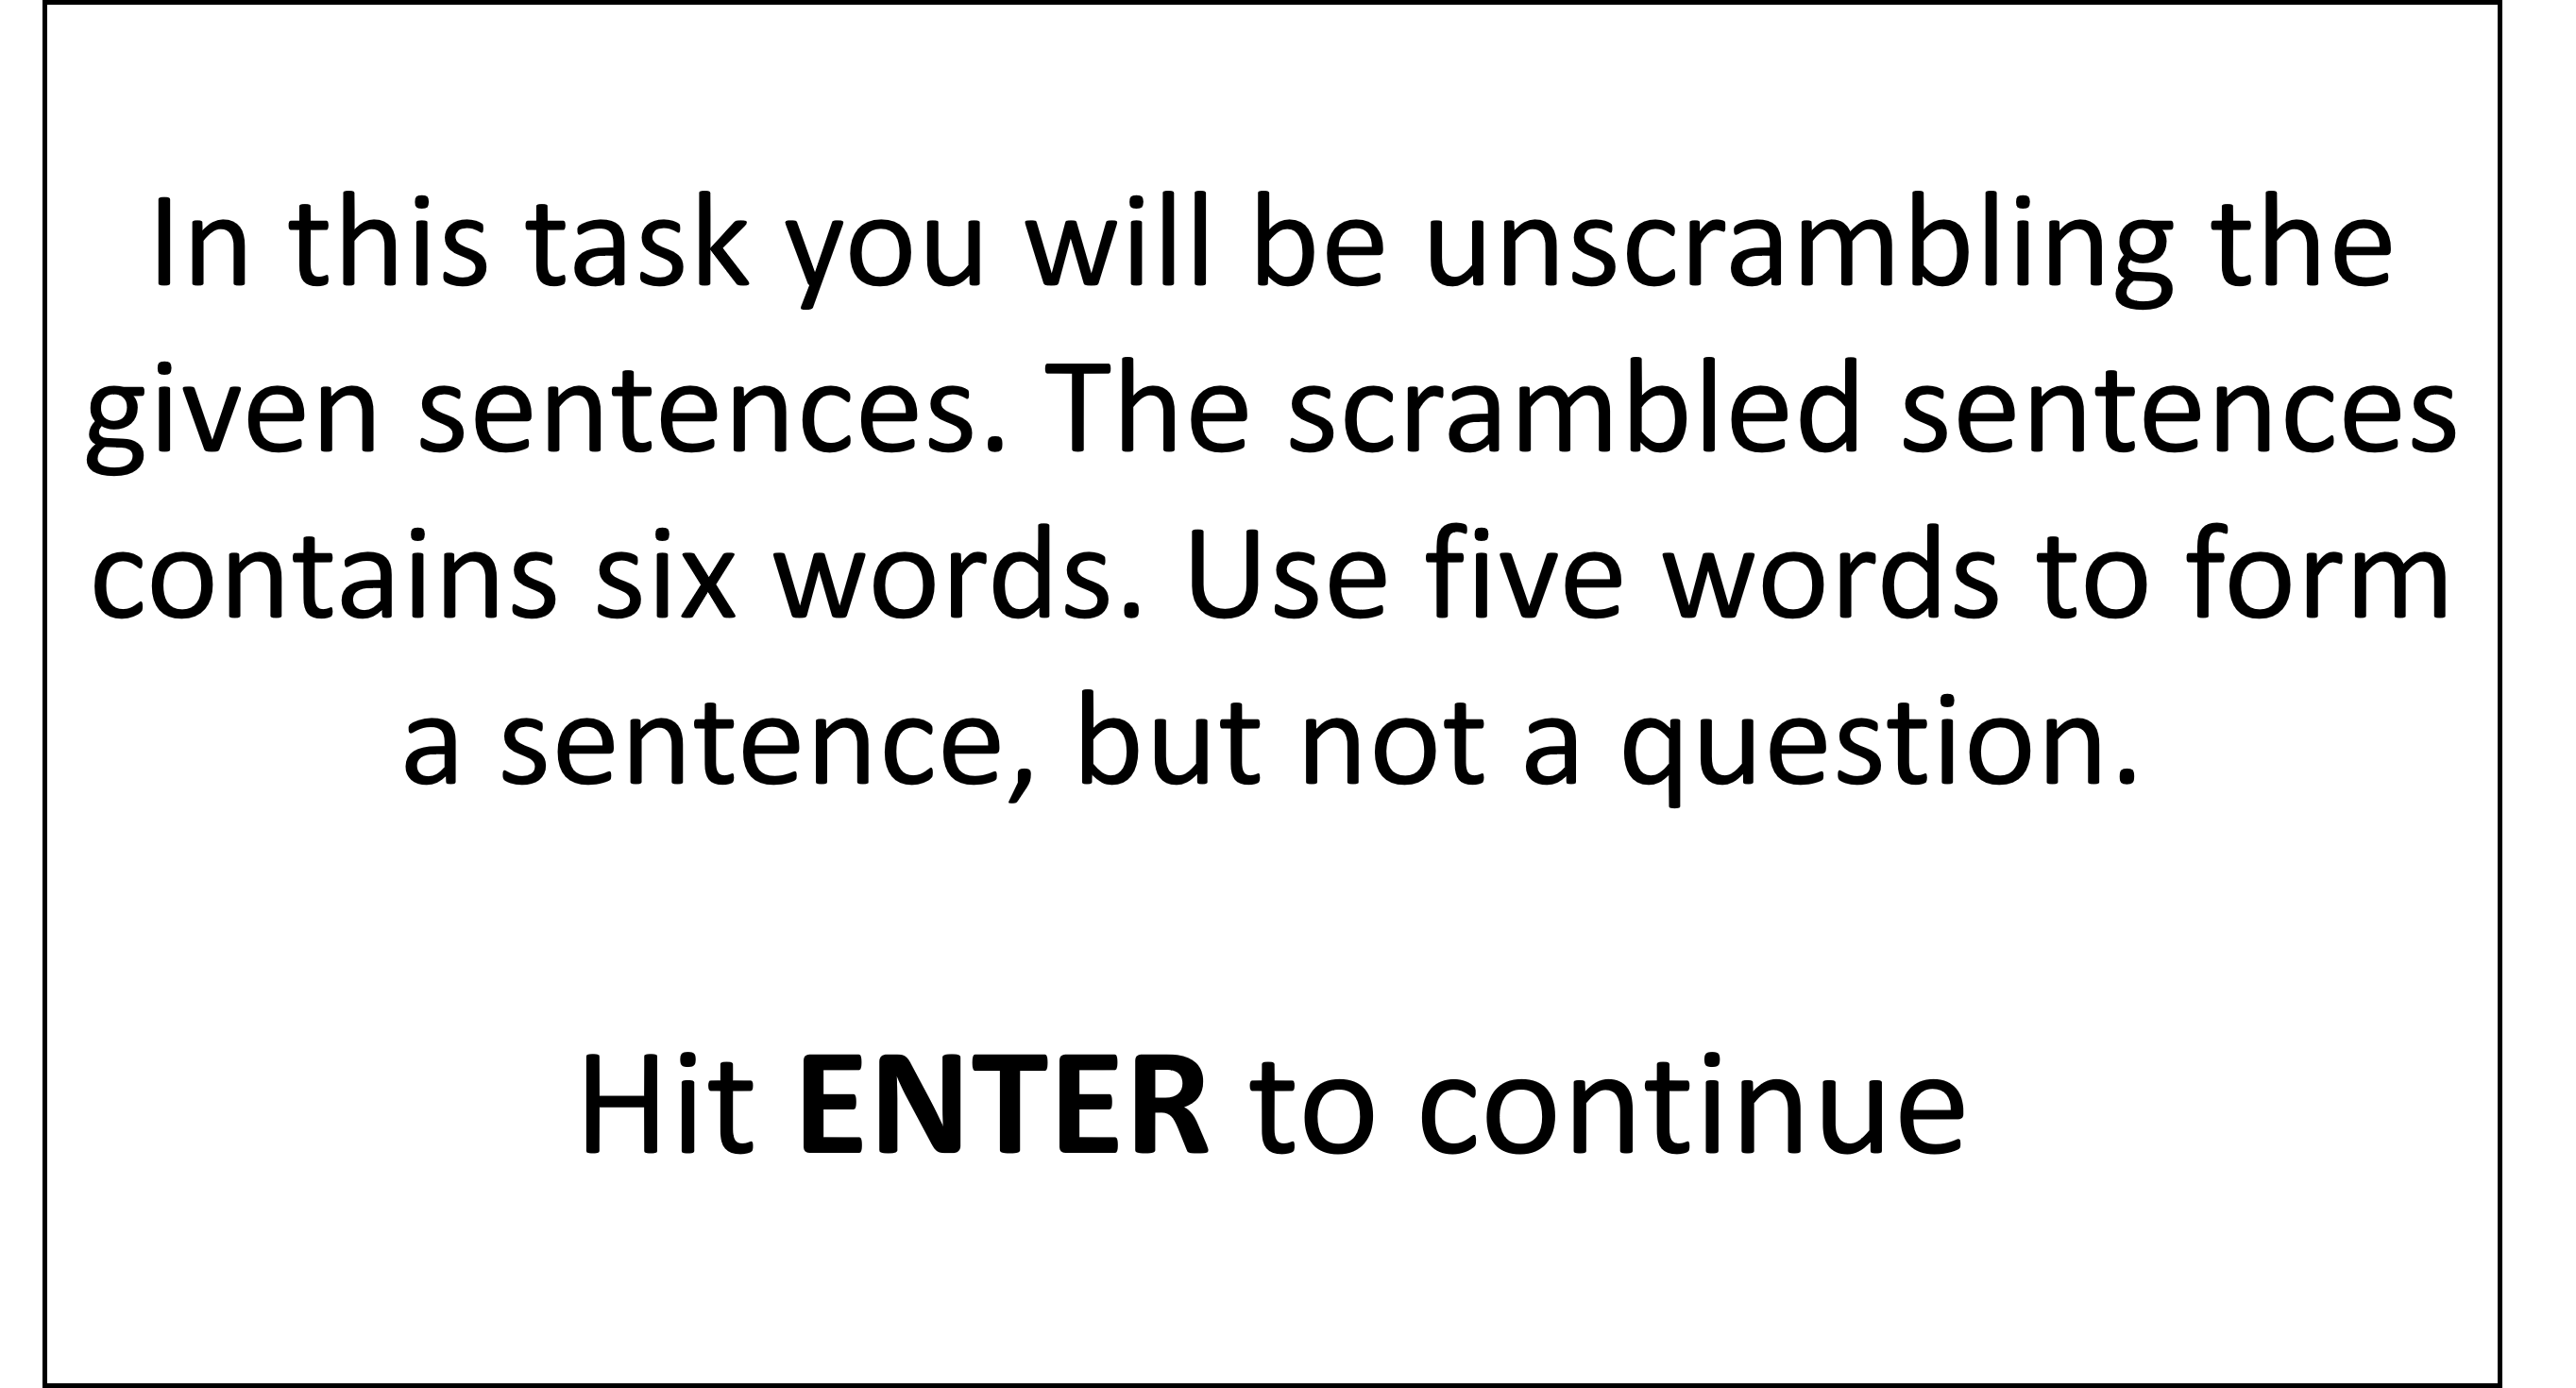 In this task you will be unscrambling the
given sentences. The scrambled sentences
contains six words. Use five words to form
a sentence, but not a question.
Hit ENTER to continue